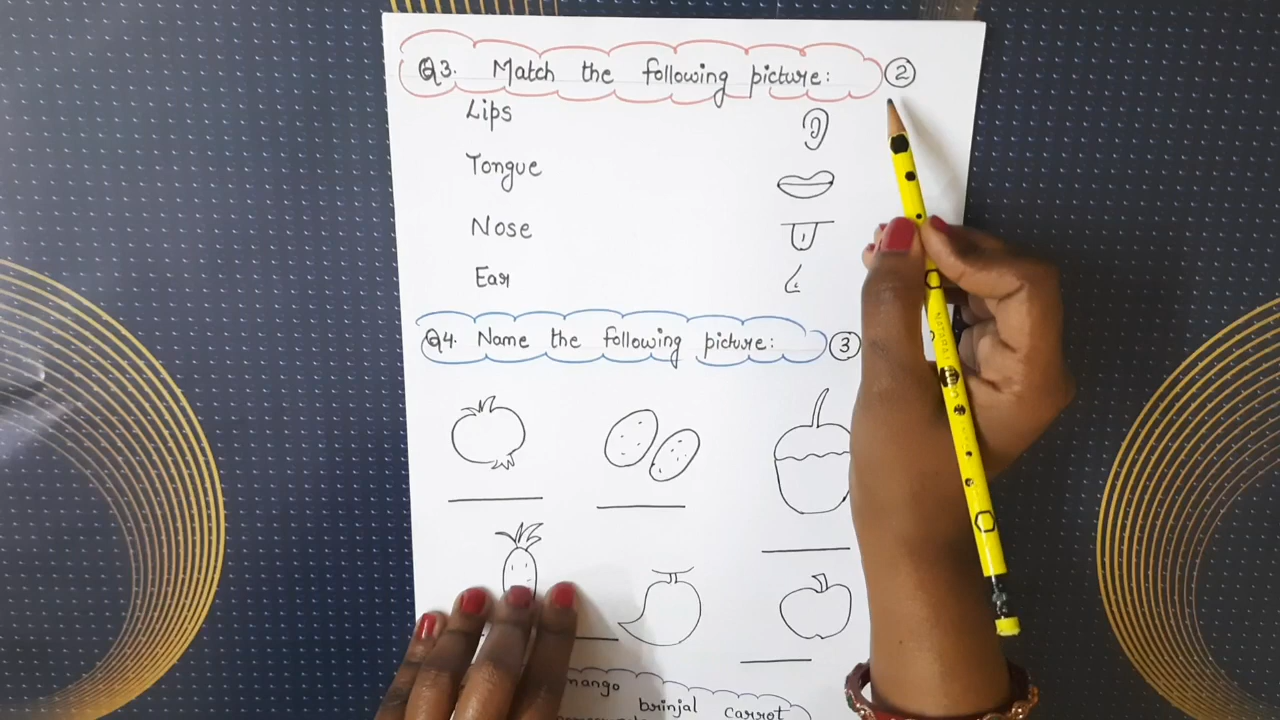 Q3. Match the following picture: 2
Lips
Tongue
Nose
Ear
Q4. Name the following picture: 3
mango
brinjal carrot
NATARAJ